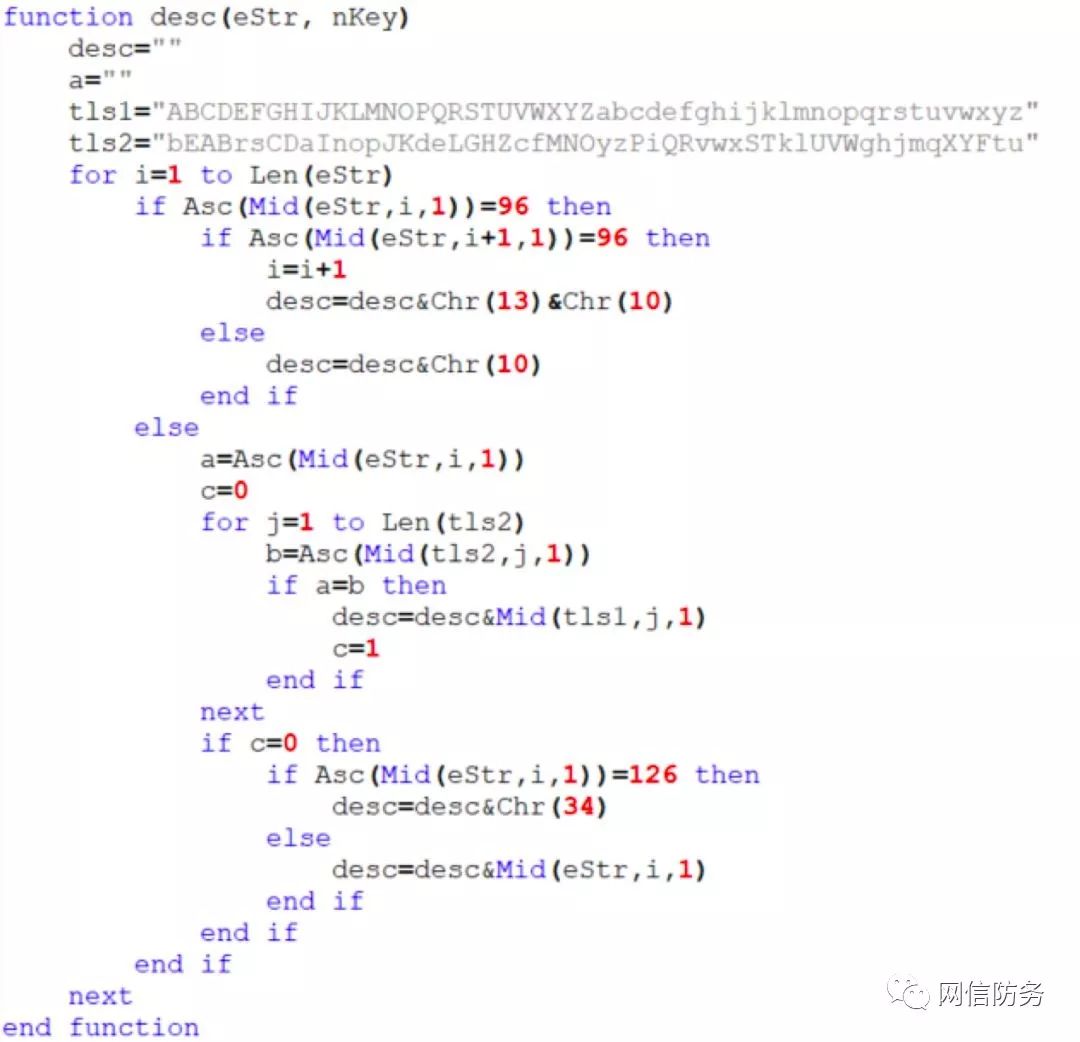 function desc(eStr, nKey)
    desc=""
    a=""
    tls1="ABCDEFGHIJKLMNOPQRSTUVWXYZabcdefghijklmnopqrstuvwxyz"
    tls2="bEABrsCDaInopJKdeLGHZcfMNOyzPiQRvwxSTklUVWghjmqXYFtu"
    for i=1 to Len(eStr)
        if Asc(Mid(eStr,i,1))=96 then
            if Asc(Mid(eStr,i+1,1))=96 then
                i=i+1
                desc=desc&Chr(13)&Chr(10)
            else
                desc=desc&Chr(10)
            end if
        else
            a=Asc(Mid(eStr,i,1))
            c=0
            for j=1 to Len(tls2)
                b=Asc(Mid(tls2,j,1))
                if a=b then
                    desc=desc&Mid(tls1,j,1)
                    c=1
                end if
            next
            if c=0 then
                if Asc(Mid(eStr,i,1))=126 then
                    desc=desc&Chr(34)
                else
                    desc=desc&Mid(eStr,i,1)
                end if
            end if
        end if
    next
end function
网信防务